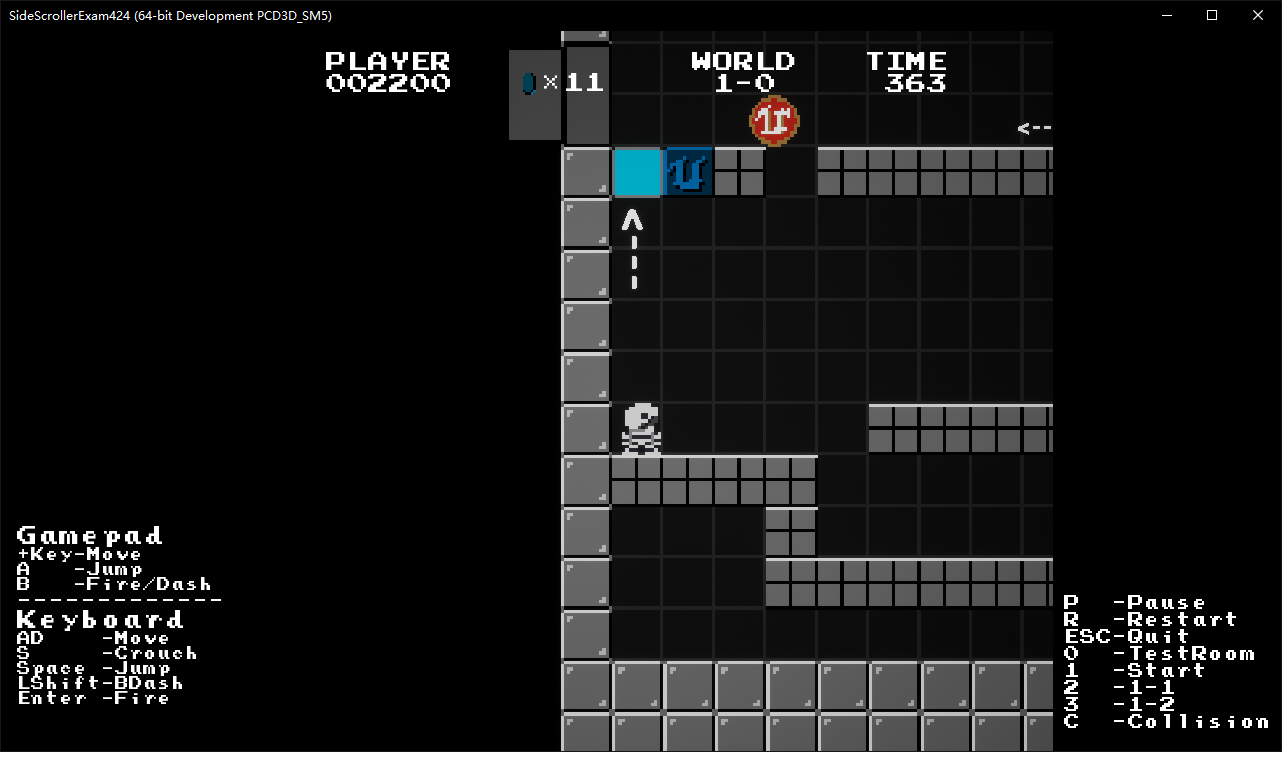 SideScrollerExam424 (64-bit Development PCD3D_SM5)
PLAYER
002200
×11
WORLD
1-0
TIME
363
<--
Gamepad
+Key-Move
A -Jump
B -Fire/Dash
-------------
Keyboard
AD -Move
S -Crouch
Space -Jump
LShift-BDash
Enter -Fire
P -Pause
R -Restart
ESC-Quit
0 -TestRoom
1 -Start
2 -1-1
3 -1-2
C -Collision